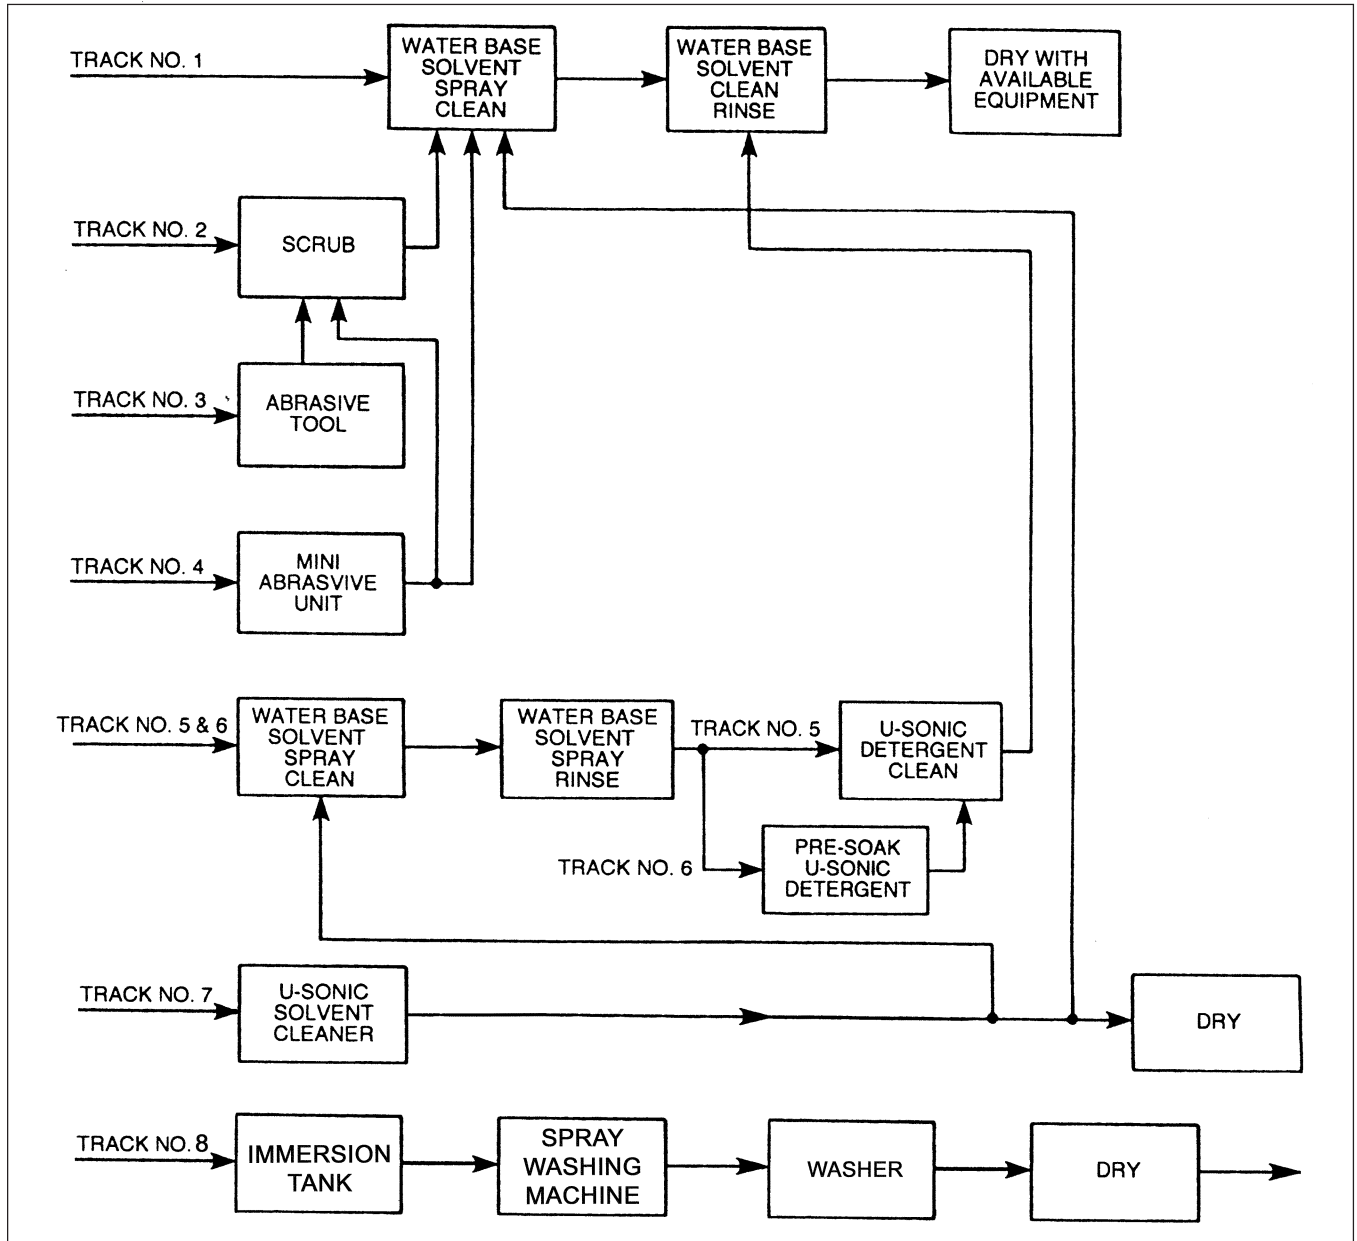 TRACK NO. 1
WATER BASE
SOLVENT
SPRAY
CLEAN
WATER BASE
SOLVENT
CLEAN
RINSE
DRY WITH
AVAILABLE
EQUIPMENT
TRACK NO. 2
SCRUB
TRACK NO. 3
ABRASIVE
TOOL
TRACK NO. 4
MINI
ABRASVIVE
UNIT
TRACK NO. 5 & 6
WATER BASE
SOLVENT
SPRAY
CLEAN
WATER BASE
SOLVENT
SPRAY
RINSE
TRACK NO. 5
U-SONIC
DETERGENT
CLEAN
TRACK NO. 6
PRE-SOAK
U-SONIC
DETERGENT
TRACK NO. 7
U-SONIC
SOLVENT
CLEANER
DRY
TRACK NO. 8
IMMERSION
TANK
SPRAY
WASHING
MACHINE
WASHER
DRY